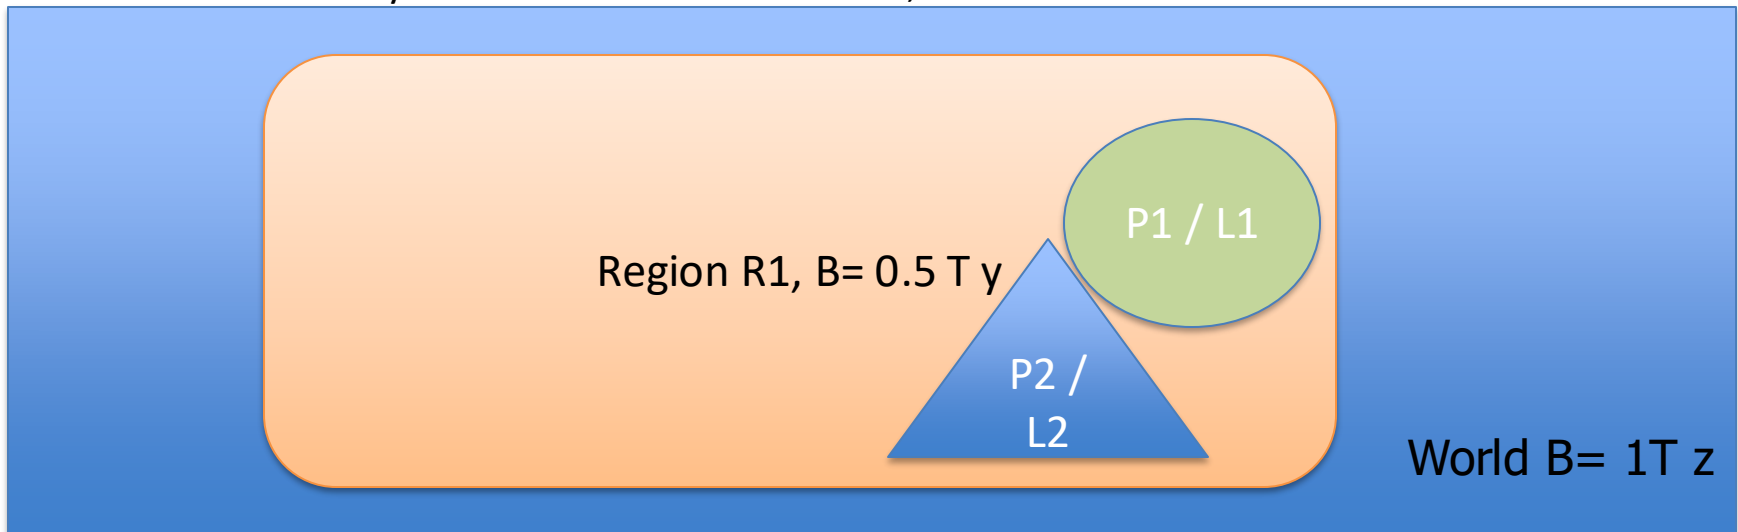 P1 / L1
Region R1, B= 0.5 T y
P2 /
L2
World B= 1T z